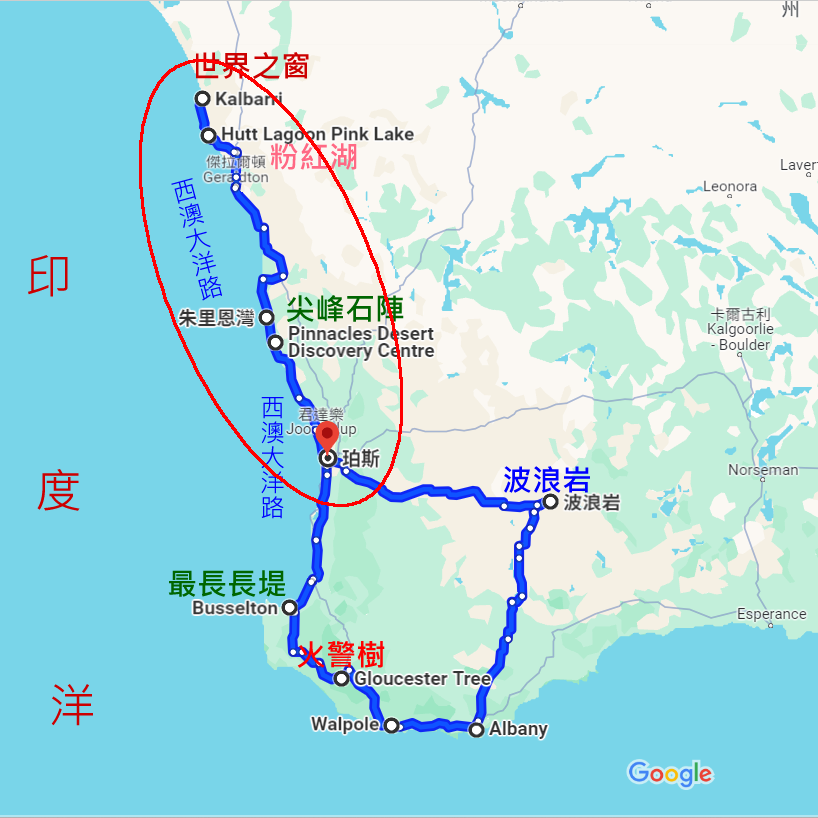 州
世界之窗
Kalbarri
Hutt Lagoon Pink Lake
粉紅湖
傑拉爾頓
Geraldton
西澳大洋路
Laver
Leonora
印
尖峰石陣
朱里恩灣
Pinnacles Desert
Discovery Centre
卡爾古利
Kalgoorlie
- Boulder
西澳大洋路
君達樂
Joondalup
珀斯
度
波浪岩
波浪岩
Norseman
最長長堤
Busselton
Esperance
火警樹
Gloucester Tree
洋
Walpole
Albany
Google